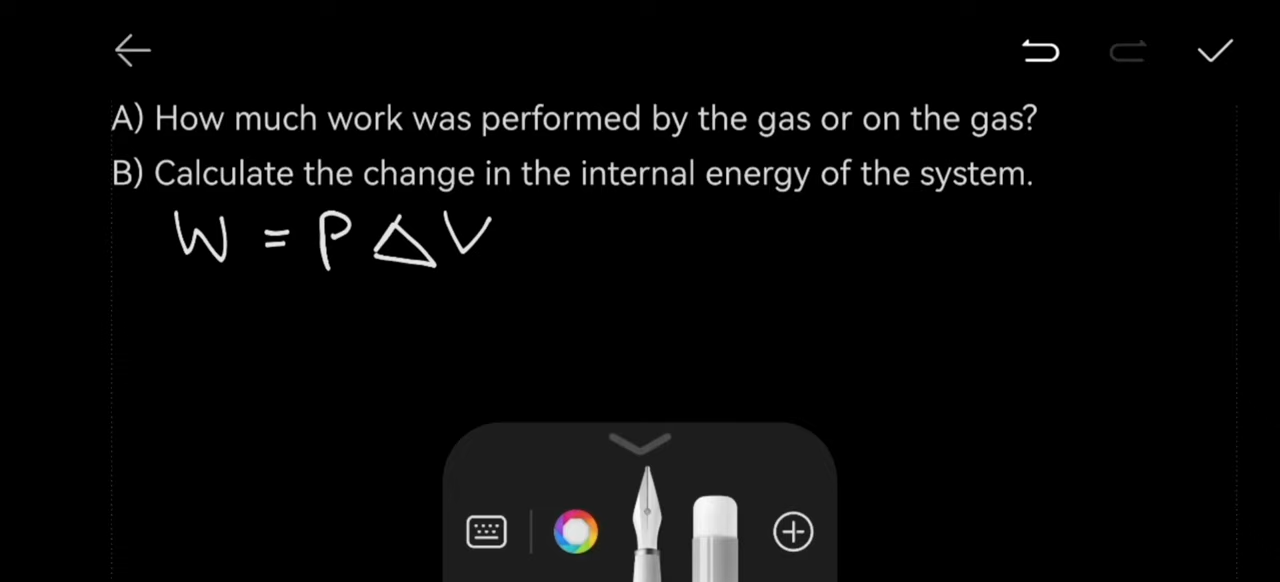 A) How much work was performed by the gas or on the gas?
B) Calculate the change in the internal energy of the system.
W = P Δ V